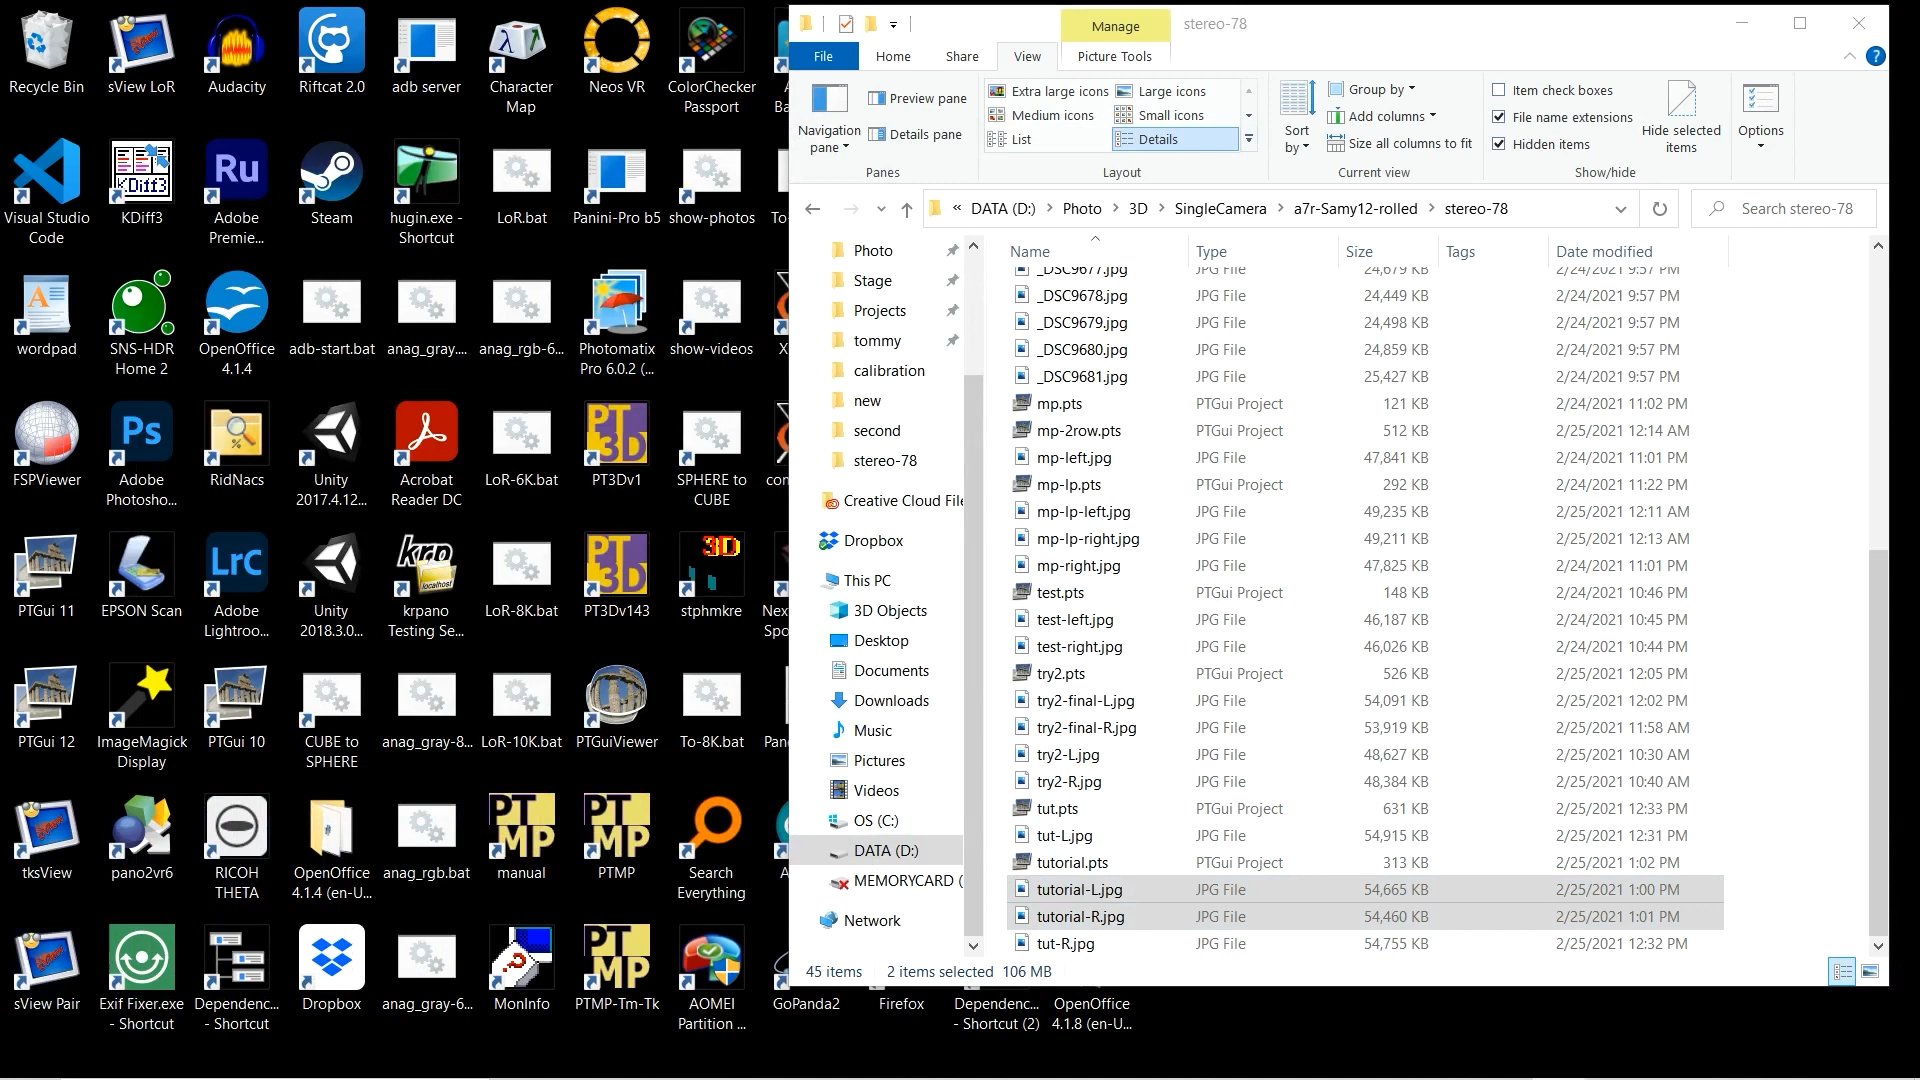 Recycle Bin
sView LoR
Audacity
Riftcat 2.0
adb server
Character
Map
Neos VR
ColorChecker
Passport
Visual Studio
Code
KDiff3
Adobe
Premie...
Steam
hugin.exe -
Shortcut
LoR.bat
Panini-Pro b5
show-photos
wordpad
SNS-HDR
Home 2
OpenOffice
4.1.4
adb-start.bat
anag_gray....
anag_rgb-6...
Photomatix
Pro 6.0.2 (...
show-videos
FSPViewer
Adobe
Photosho...
RidNacs
Unity
2017.4.12...
Acrobat
Reader DC
LoR-6K.bat
PT3Dv1
SPHERE to
CUBE
PTGui 11
EPSON Scan
Adobe
Lightroo...
Unity
2018.3.0...
krpano
Testing Se...
LoR-8K.bat
PT3Dv143
stphmkre
PTGui 12
ImageMagick
Display
PTGui 10
CUBE to
SPHERE
anag_gray-8...
LoR-10K.bat
PTGuiViewer
To-8K.bat
tksView
pano2vr6
RICOH
THETA
OpenOffice
4.1.4 (en-U...
anag_rgb.bat
manual
PTMP
Search
Everything
sView Pair
Exif Fixer.exe
- Shortcut
Dependenc...
- Shortcut
Dropbox
anag_gray-6...
MonInfo
PTMP-Tm-Tk
AOMEI
Partition ...
GoPanda2
Firefox
Dependenc...
- Shortcut (2)
OpenOffice
4.1.8 (en-U...
Manage
stereo-78
File
Home
Share
View
Picture Tools
Navigation
pane
Preview pane
Details pane
Panes
Extra large icons
Large icons
Medium icons
Small icons
List
Details
Layout
Sort
by
Group by
Add columns
Size all columns to fit
Current view
Item check boxes
File name extensions
Hidden items
Hide selected
items
Show/hide
Options
« DATA (D:) > Photo > 3D > SingleCamera > a7r-Samy12-rolled > stereo-78
Search stereo-78
Photo
Stage
Projects
tommy
calibration
new
second
stereo-78
Creative Cloud File
Dropbox
This PC
3D Objects
Desktop
Documents
Downloads
Music
Pictures
Videos
OS (C:)
DATA (D:)
MEMORYCARD (
Network
Name Type Size Tags Date modified
_DSC9677.jpg JPG File 24,679 KB 2/24/2021 9:57 PM
_DSC9678.jpg JPG File 24,449 KB 2/24/2021 9:57 PM
_DSC9679.jpg JPG File 24,498 KB 2/24/2021 9:57 PM
_DSC9680.jpg JPG File 24,859 KB 2/24/2021 9:57 PM
_DSC9681.jpg JPG File 25,427 KB 2/24/2021 9:57 PM
mp.pts PTGui Project 121 KB 2/24/2021 11:02 PM
mp-2row.pts PTGui Project 512 KB 2/25/2021 12:14 AM
mp-left.jpg JPG File 47,841 KB 2/24/2021 11:01 PM
mp-lp.pts PTGui Project 292 KB 2/24/2021 11:22 PM
mp-lp-left.jpg JPG File 49,235 KB 2/25/2021 12:11 AM
mp-lp-right.jpg JPG File 49,211 KB 2/25/2021 12:13 AM
mp-right.jpg JPG File 47,825 KB 2/24/2021 11:01 PM
test.pts PTGui Project 148 KB 2/24/2021 10:46 PM
test-left.jpg JPG File 46,187 KB 2/24/2021 10:45 PM
test-right.jpg JPG File 46,026 KB 2/24/2021 10:44 PM
try2.pts PTGui Project 526 KB 2/25/2021 12:05 PM
try2-final-L.jpg JPG File 54,091 KB 2/25/2021 12:02 PM
try2-final-R.jpg JPG File 53,919 KB 2/25/2021 11:58 AM
try2-L.jpg JPG File 48,627 KB 2/25/2021 10:30 AM
try2-R.jpg JPG File 48,384 KB 2/25/2021 10:40 AM
tut.pts PTGui Project 631 KB 2/25/2021 12:33 PM
tut-L.jpg JPG File 54,915 KB 2/25/2021 12:31 PM
tutorial.pts PTGui Project 313 KB 2/25/2021 1:02 PM
tutorial-L.jpg JPG File 54,665 KB 2/25/2021 1:00 PM
tutorial-R.jpg JPG File 54,460 KB 2/25/2021 1:01 PM
tut-R.jpg JPG File 54,755 KB 2/25/2021 12:32 PM
45 items 2 items selected 106 MB